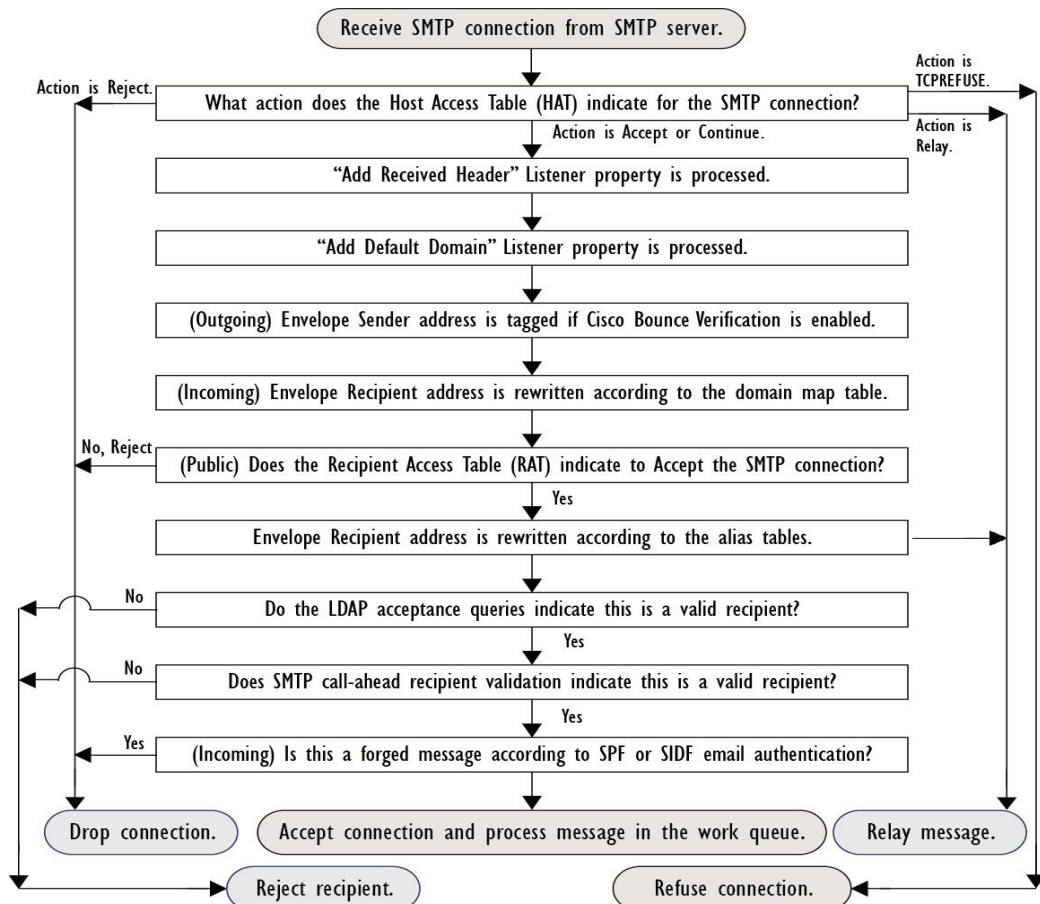 Receive SMTP connection from SMTP server.
Action is Reject.
Action is
TCPREFUSE.
What action does the Host Access Table (HAT) indicate for the SMTP connection?
Action is Accept or Continue.
Action is
Relay.
“Add Received Header” Listener property is processed.
“Add Default Domain” Listener property is processed.
(Outgoing) Envelope Sender address is tagged if Cisco Bounce Verification is enabled.
(Incoming) Envelope Recipient address is rewritten according to the domain map table.
No, Reject
(Public) Does the Recipient Access Table (RAT) indicate to Accept the SMTP connection?
Yes
Envelope Recipient address is rewritten according to the alias tables.
No
Do the LDAP acceptance queries indicate this is a valid recipient?
Yes
No
Does SMTP call-ahead recipient validation indicate this is a valid recipient?
Yes
Yes
(Incoming) Is this a forged message according to SPF or SIDF email authentication?
Drop connection.
Accept connection and process message in the work queue.
Relay message.
Reject recipient.
Refuse connection.